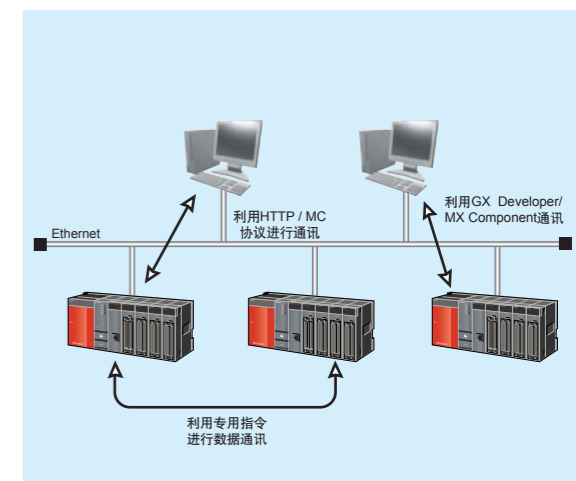 利用GX Developer/
MX Component通讯
利用HTTP / MC
协议进行通讯
Ethernet
利用专用指令
进行数据通讯